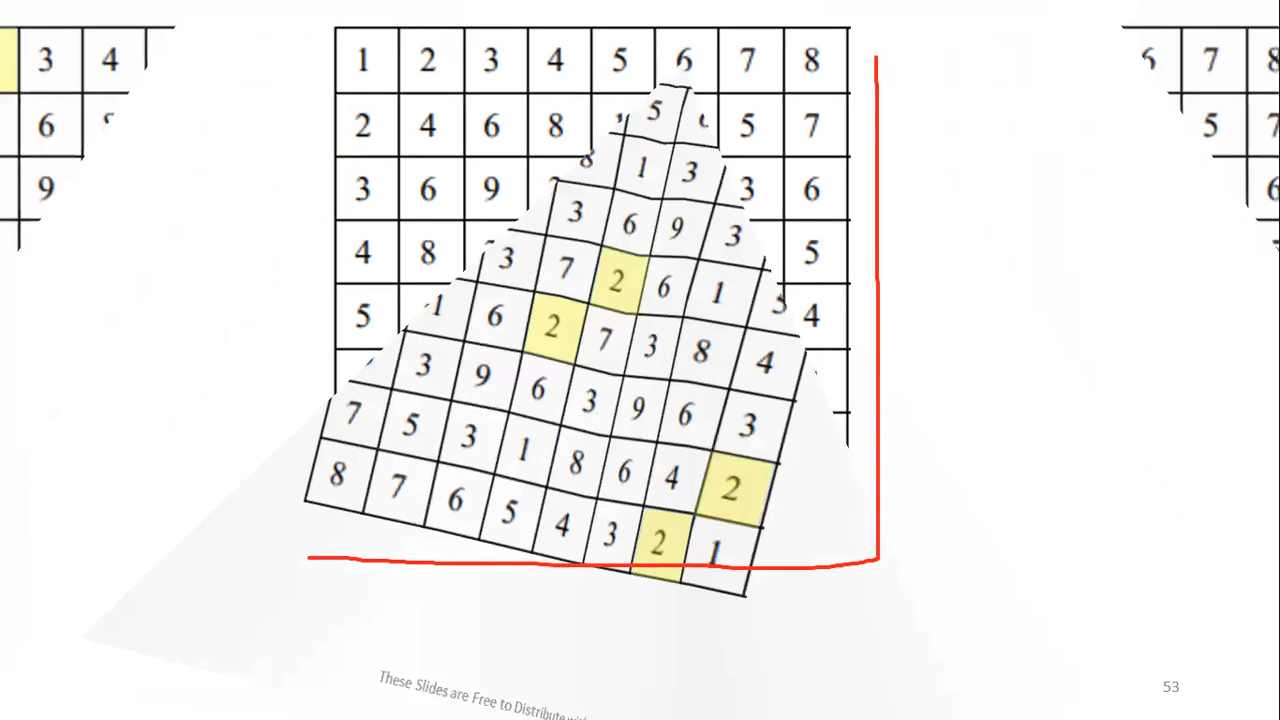 3 4 1 2 3 4 5 6 7 8 6 7 8
6 2 4 6 8 5 5 7 5 7
9 3 6 9 8 1 3 3 6 6
4 8 3 6 9 3 5
5 3 7 2 6 1 5 4
1 6 2 7 3 8 4
3 9 6 3 9 6 3
7 5 3 1 8 6 4 2
8 7 6 5 4 3 2 1
These Slides are Free to Distribute
53